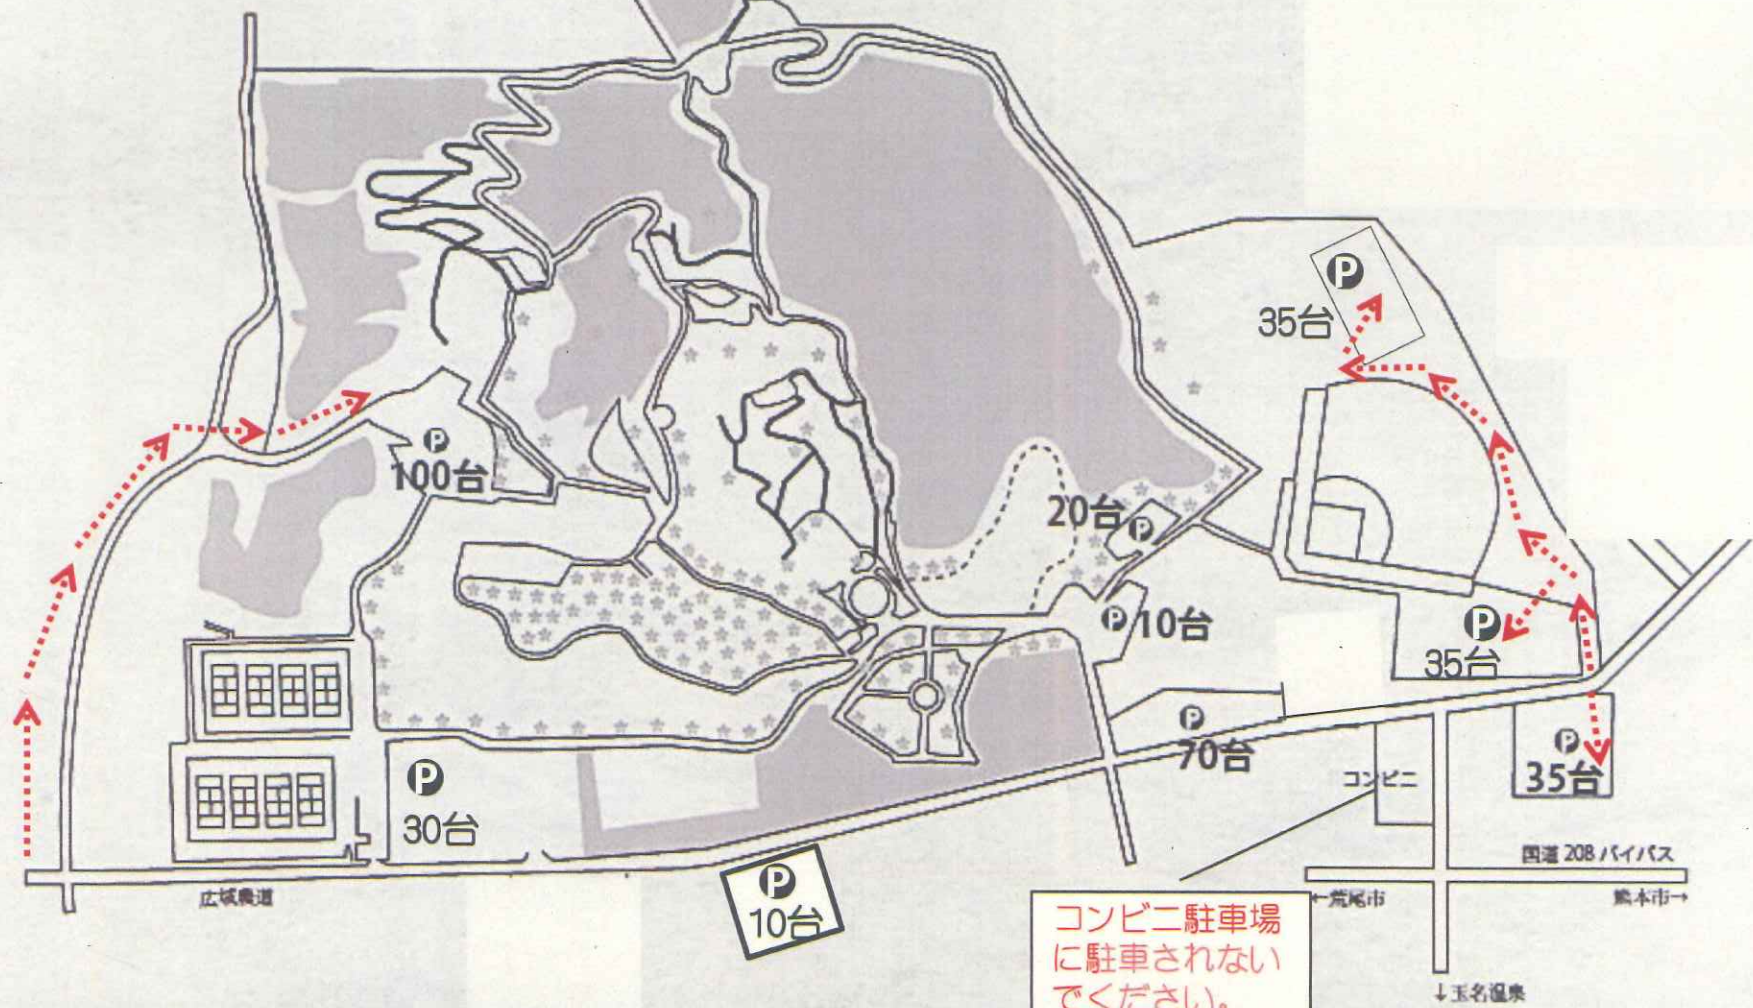 P
35台
P
100台
20台
P
P
10台
P
35台
P
70台
P
35台
P
30台
コンビニ
国道 208 バイパス
←荒尾市
熊本市→
広域農道
P
10台
コンビニ駐車場
に駐車されない
でください。
↓玉名温泉